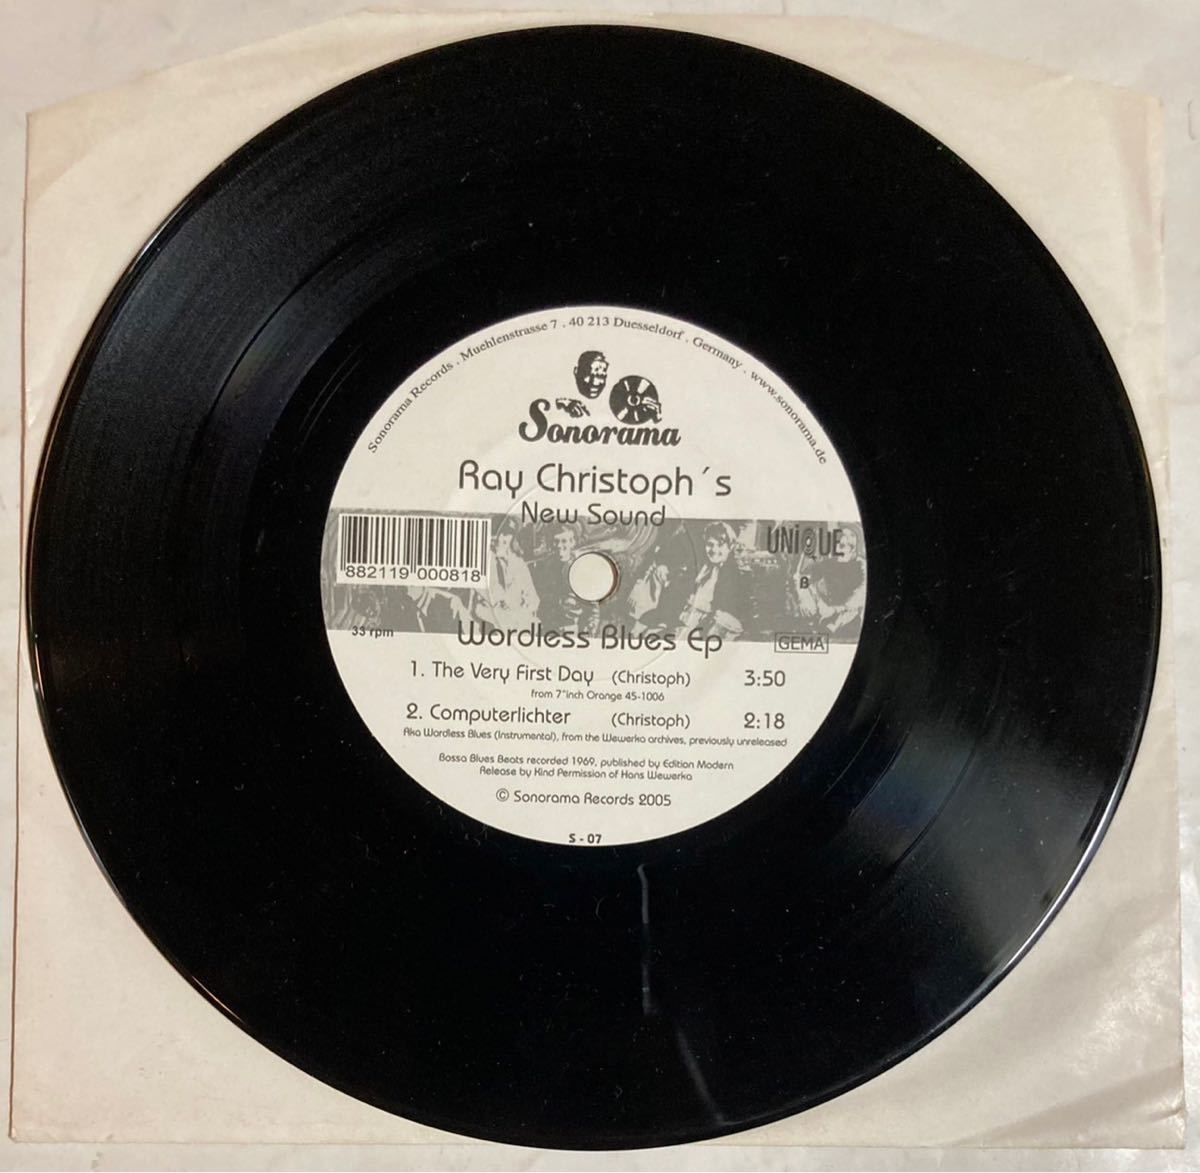 Sonorama Records . Muehlenstrasse 7 . 40 213 Duesseldorf . Germany . www.sonorama.de
Sonorama
Ray Christoph´s
New Sound
UNiQUE
882119 000818
B
33 rpm
Wordless Blues Ep
GEMA
1. The Very First Day (Christoph) 3:50
from 7"inch Orange 45-1006
2. Computerlichter (Christoph) 2:18
Aka Wordless Blues (Instrumental), from the Wewerka archives, previously unreleased
Bossa Blues Beats recorded 1969, published by Edition Modern
Release by Kind Permission of Hans Wewerka
© Sonorama Records 2005
S - 07